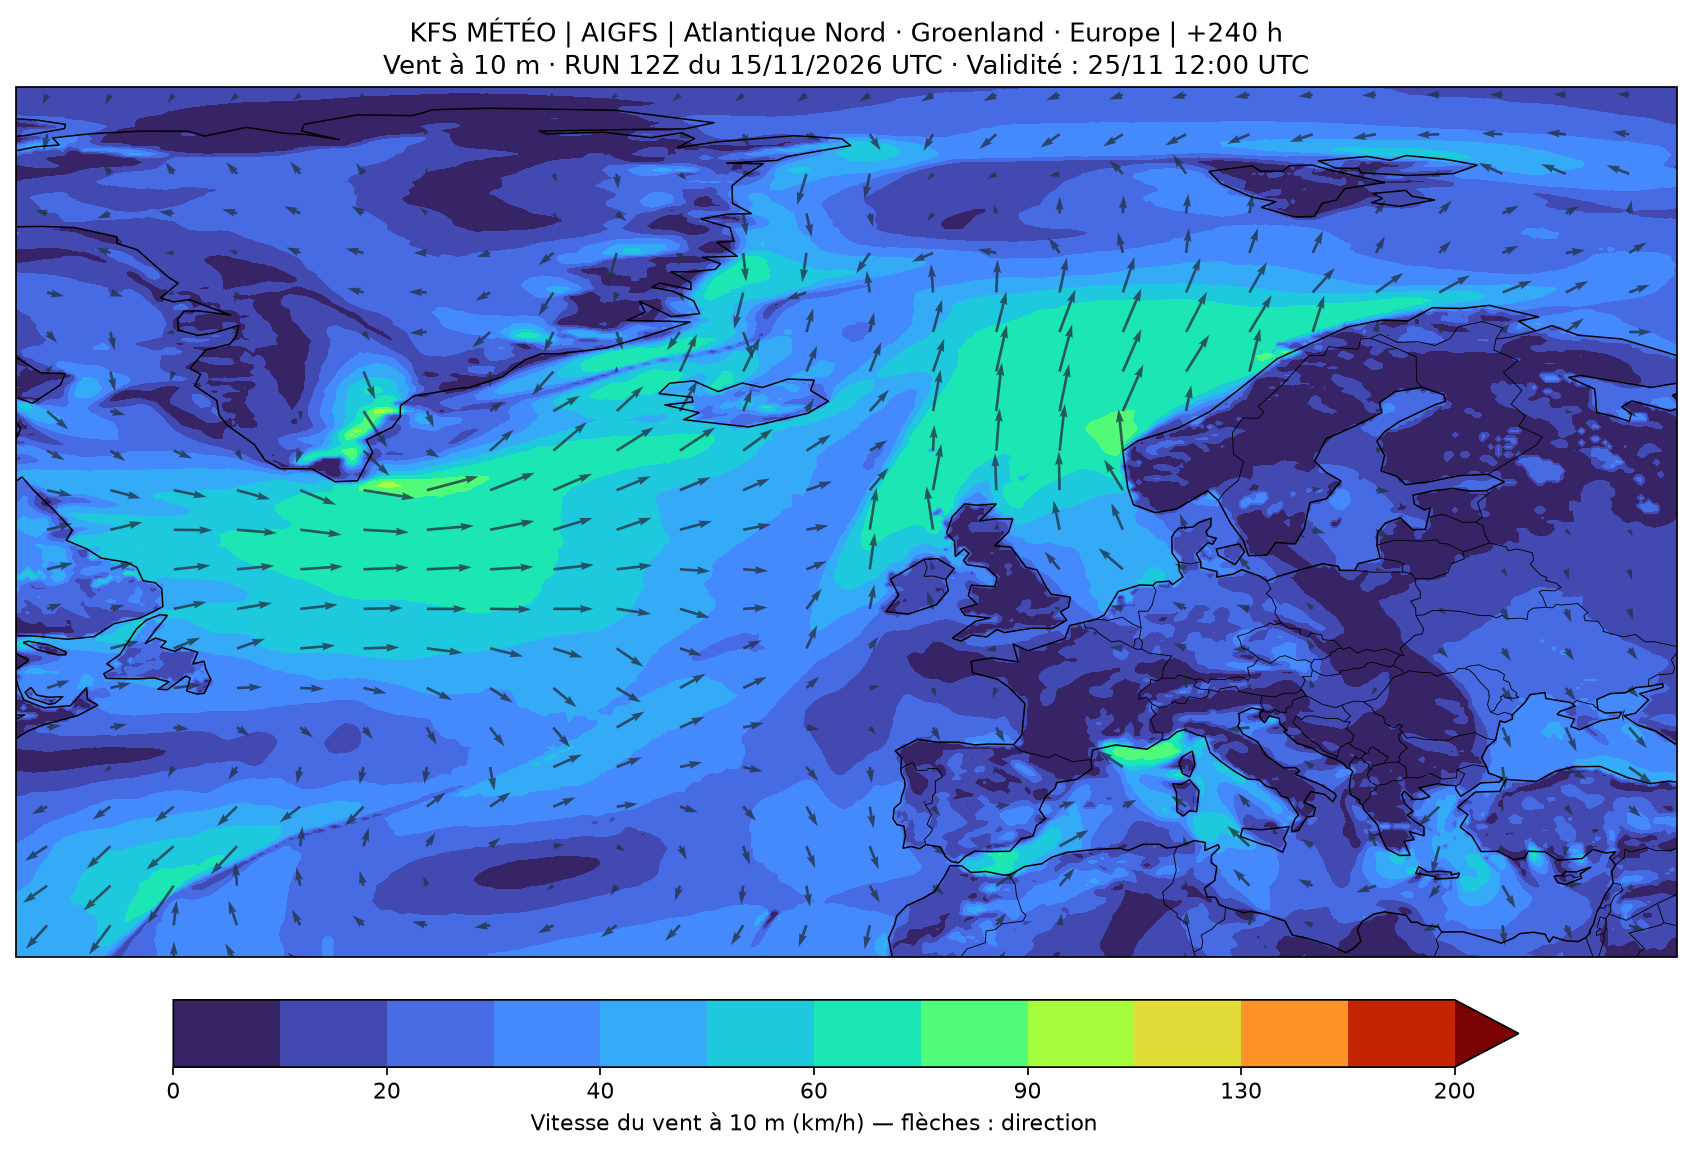 KFS MÉTÉO | AIGFS | Atlantique Nord · Groenland · Europe | +240 h
Vent à 10 m · RUN 12Z du 15/11/2026 UTC · Validité : 25/11 12:00 UTC
0 20 40 60 90 130 200
Vitesse du vent à 10 m (km/h) — flèches : direction